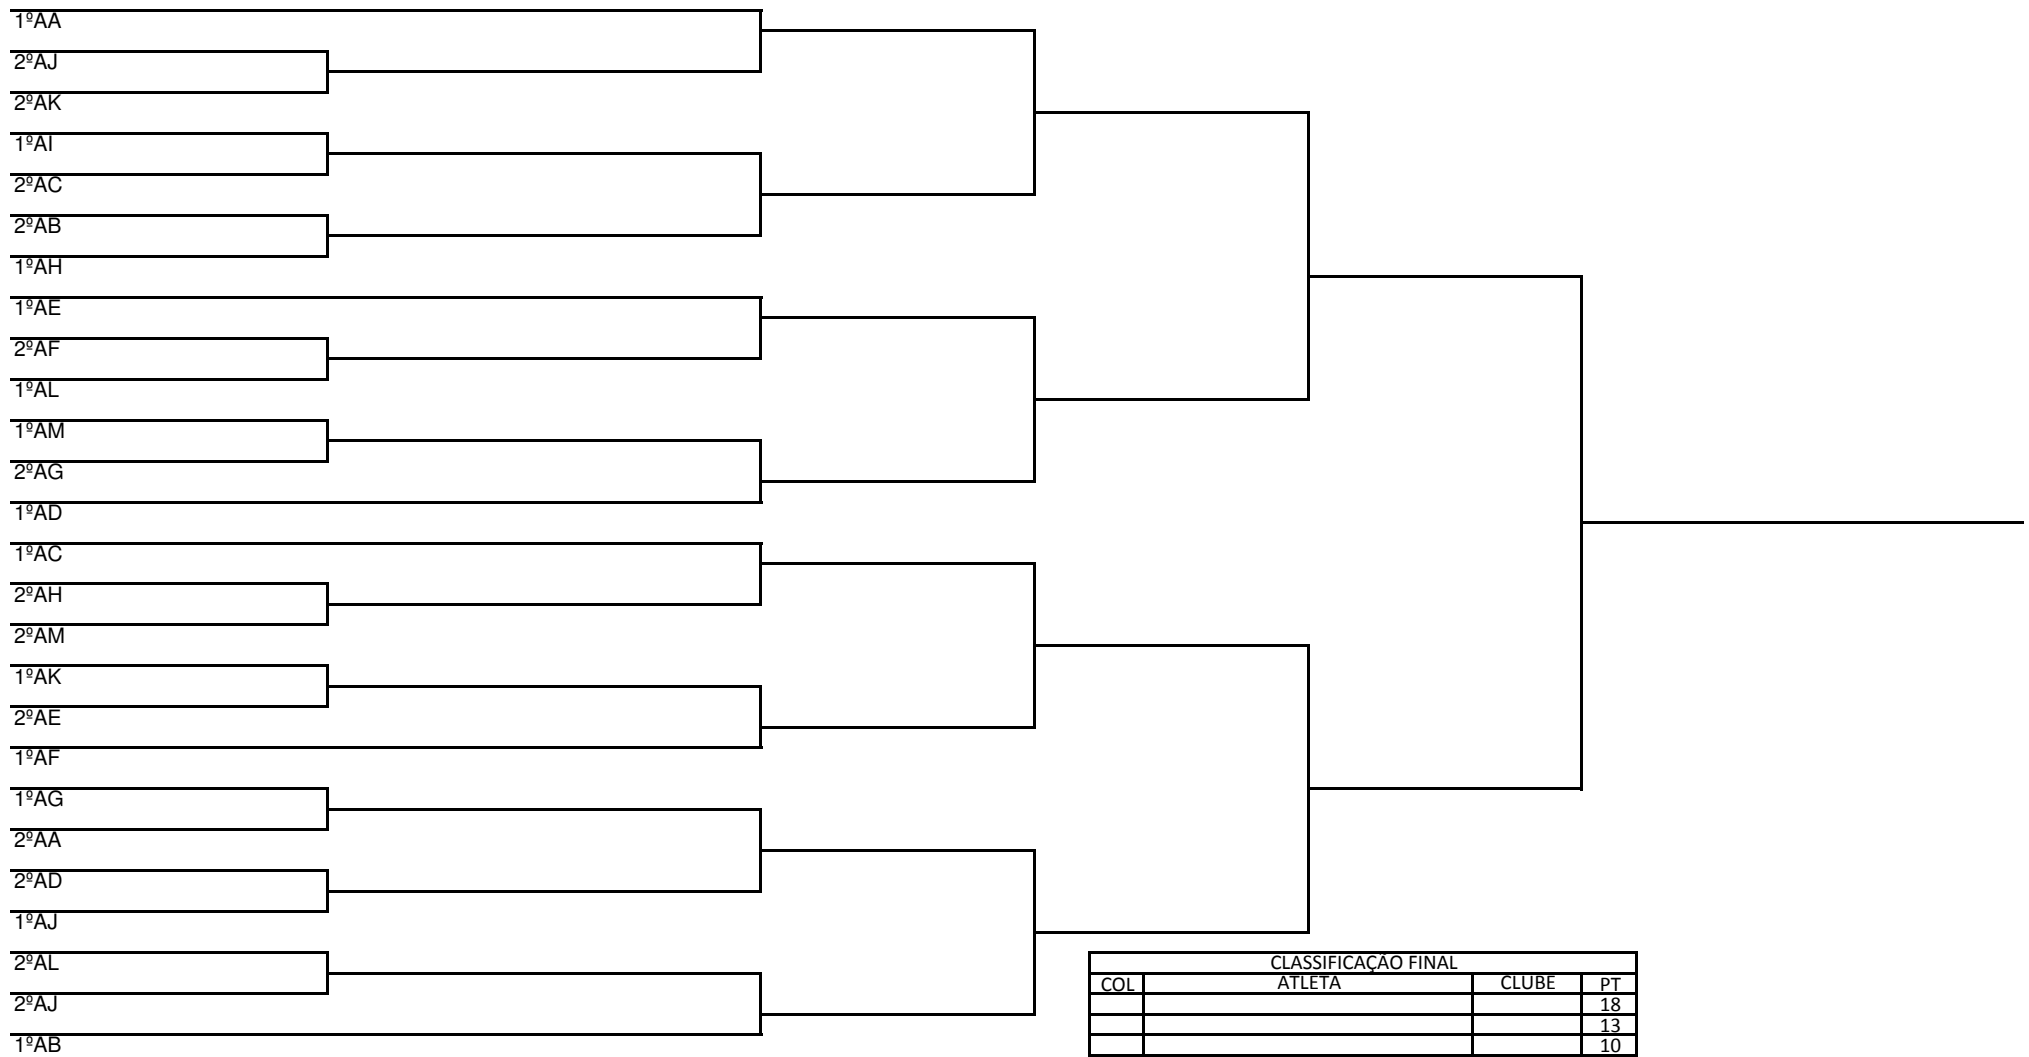 1ºAA
2ºAJ
2ºAK
1ºAI
2ºAC
2ºAB
1ºAH
1ºAE
2ºAF
1ºAL
1ºAM
2ºAG
1ºAD
1ºAC
2ºAH
2ºAM
1ºAK
2ºAE
1ºAF
1ºAG
2ºAA
2ºAD
1ºAJ
2ºAL
2ºAJ
1ºAB
CLASSIFICAÇÃO FINAL
COL ATLETA CLUBE PT
18
13
10